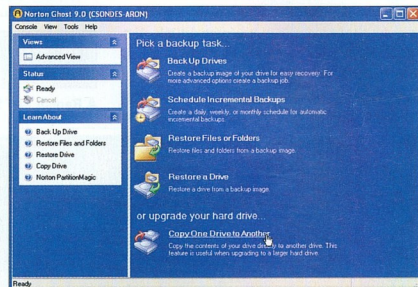 Norton Ghost 9.0 (CSONDES-ARON)
Console View Tools Help
Views
Advanced View
Status
Ready
Cancel
Learn About
Back Up Drive
Restore Files and Folders
Restore Drive
Copy Drive
Norton PartitionMagic
Pick a backup task...
Back Up Drives
Create a backup image of your drive for easy recovery. For
more advanced options create a backup job.
Schedule Incremental Backups
Create a daily, weekly, or monthly schedule for automatic
incremental backups.
Restore Files or Folders
Restore files and folders from a backup image.
Restore a Drive
Restore a drive from a backup image.
or upgrade your hard drive...
Copy One Drive to Another
Copy the contents of your drive directly to another drive. This
feature is useful when upgrading to a larger hard drive
Ready